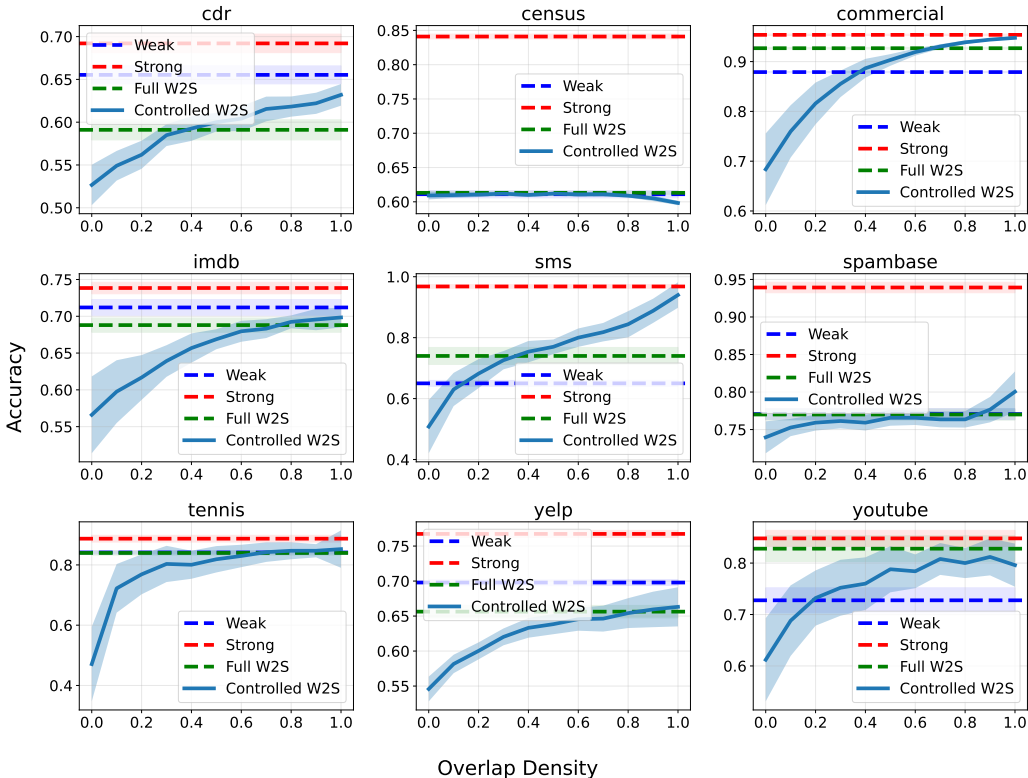 cdr
0.70
0.65
0.60
0.55
0.50
Weak
Strong
Full W2S
Controlled W2S
0.0 0.2 0.4 0.6 0.8 1.0
census
0.85
0.80
0.75
0.70
0.65
0.60
Weak
Strong
Full W2S
Controlled W2S
0.0 0.2 0.4 0.6 0.8 1.0
commercial
0.9
0.8
0.7
0.6
Weak
Strong
Full W2S
Controlled W2S
0.0 0.2 0.4 0.6 0.8 1.0
Accuracy
imdb
0.75
0.70
0.65
0.60
0.55
Weak
Strong
Full W2S
Controlled W2S
0.0 0.2 0.4 0.6 0.8 1.0
sms
1.0
0.8
0.6
0.4
Weak
Strong
Full W2S
Controlled W2S
0.0 0.2 0.4 0.6 0.8 1.0
spambase
0.95
0.90
0.85
0.80
0.75
Weak
Strong
Full W2S
Controlled W2S
0.0 0.2 0.4 0.6 0.8 1.0
tennis
0.8
0.6
0.4
Weak
Strong
Full W2S
Controlled W2S
0.0 0.2 0.4 0.6 0.8 1.0
yelp
0.75
0.70
0.65
0.60
0.55
Weak
Strong
Full W2S
Controlled W2S
0.0 0.2 0.4 0.6 0.8 1.0
youtube
0.8
0.7
0.6
Weak
Strong
Full W2S
Controlled W2S
0.0 0.2 0.4 0.6 0.8 1.0
Overlap Density